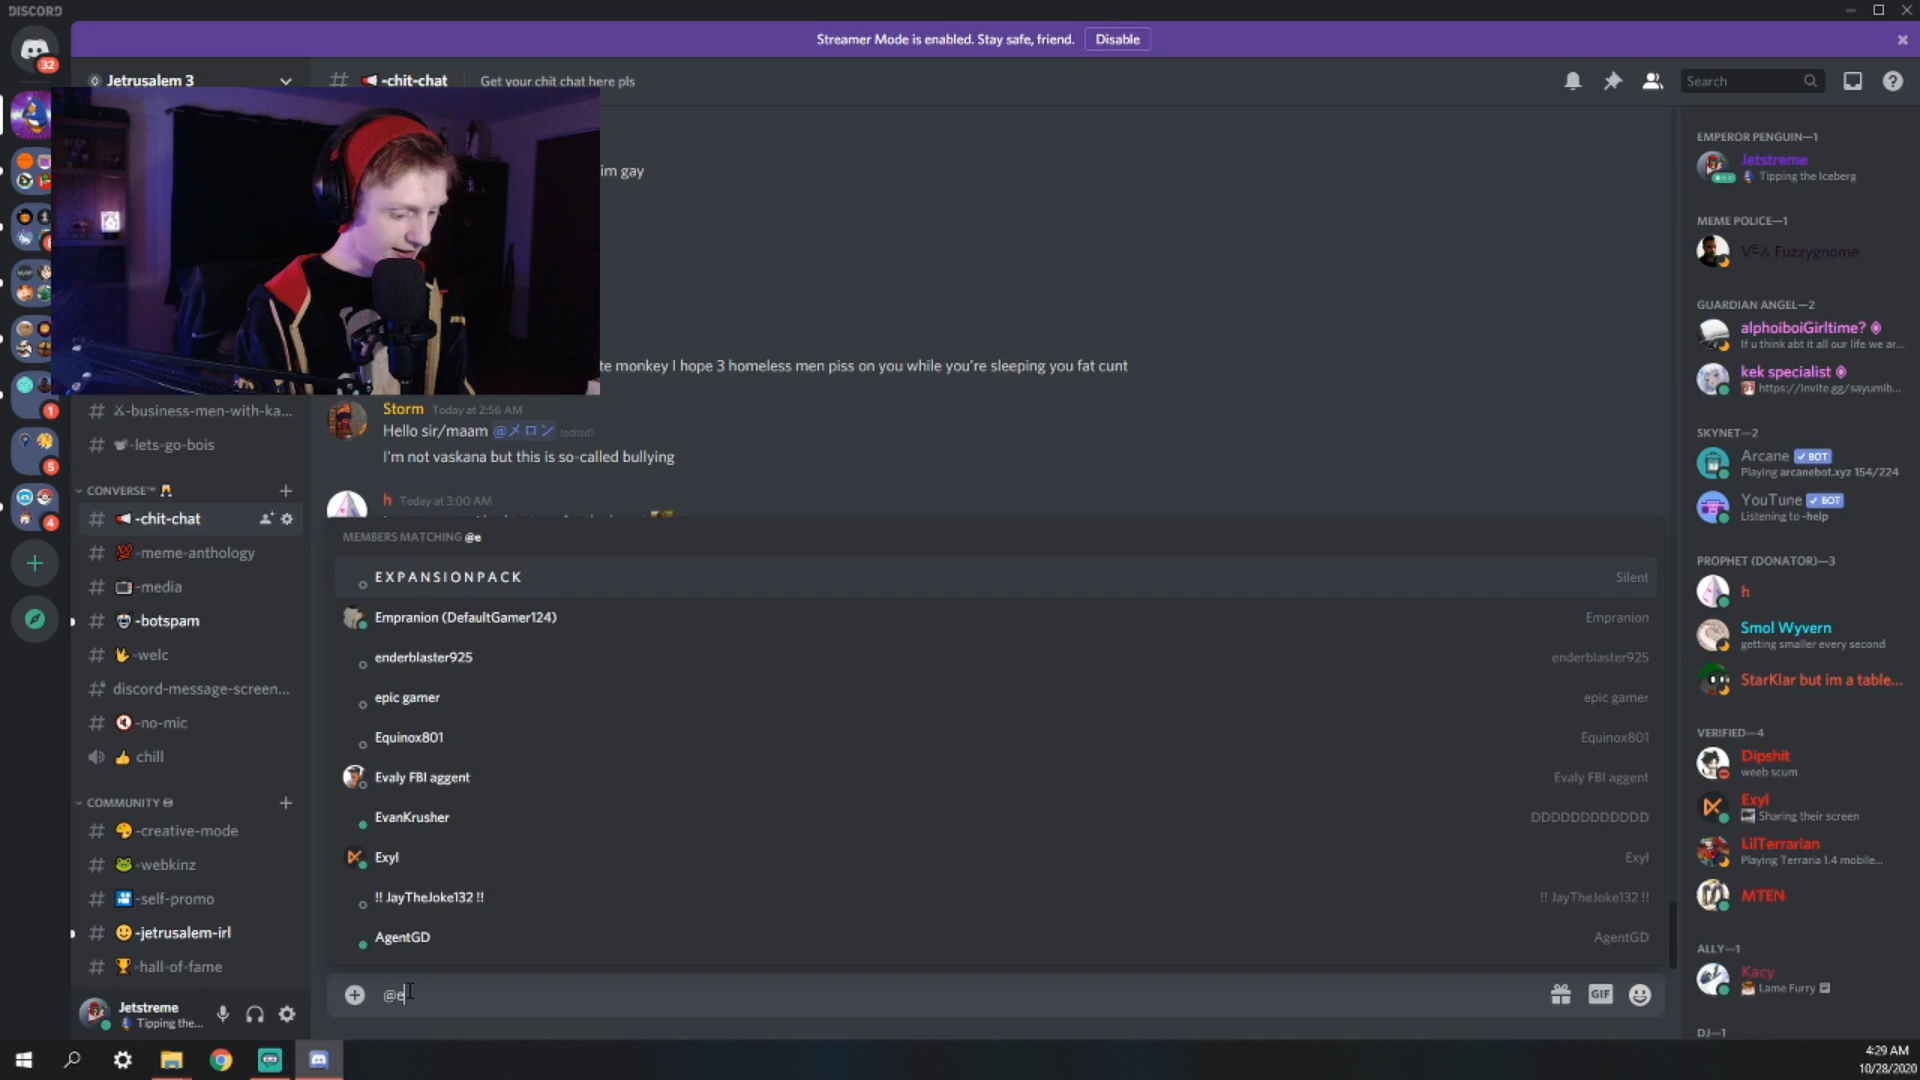 DISCORD
Streamer Mode is enabled. Stay safe, friend. Disable
32
Jetrusalem 3
-chit-chat
Get your chit chat here pls
Search
im gay
te monkey I hope 3 homeless men piss on you while you're sleeping you fat cunt
-business-men-with-ka...
-lets-go-bois
CONVERSE™
-chit-chat
-meme-anthology
-media
-botspam
-welc
discord-message-screen...
-no-mic
chill
COMMUNITY
-creative-mode
-webkinz
-self-promo
-jetrusalem-irl
-hall-of-fame
1
5
4
Jetstreme
Tipping the...
Storm Today at 2:56 AM
Hello sir/maam @メロン (edited)
I'm not vaskana but this is so-called bullying
h Today at 3:00 AM
MEMBERS MATCHING @e
EXPANSIONPACK Silent
Empranion (DefaultGamer124) Empranion
enderblaster925 enderblaster925
epic gamer epic gamer
Equinox801 Equinox801
Evaly FBI aggent Evaly FBI aggent
EvanKrusher DDDDDDDDDDDD
Exyl Exyl
!! JayTheJoke132 !! !! JayTheJoke132 !!
AgentGD AgentGD
@e
GIF
EMPEROR PENGUIN—1
Jetstreme
Tipping the Iceberg
MEME POLICE—1
VΞX Fuzzygnome
GUARDIAN ANGEL—2
alphoiboiGirltime?
If u think abt it all our life we ar...
kek specialist
https://invite.gg/sayumib...
SKYNET—2
Arcane BOT
Playing arcanebot.xyz 154/224
YouTune BOT
Listening to -help
PROPHET (DONATOR)—3
h
Smol Wyvern
getting smaller every second
StarKlar but im a table...
VERIFIED—4
Dipshit
weeb scum
Exyl
Sharing their screen
LilTerrarian
Playing Terraria 1.4 mobile...
MTEN
ALLY—1
Kacy
Lame Furry
DJ—1
4:29 AM
10/28/2020